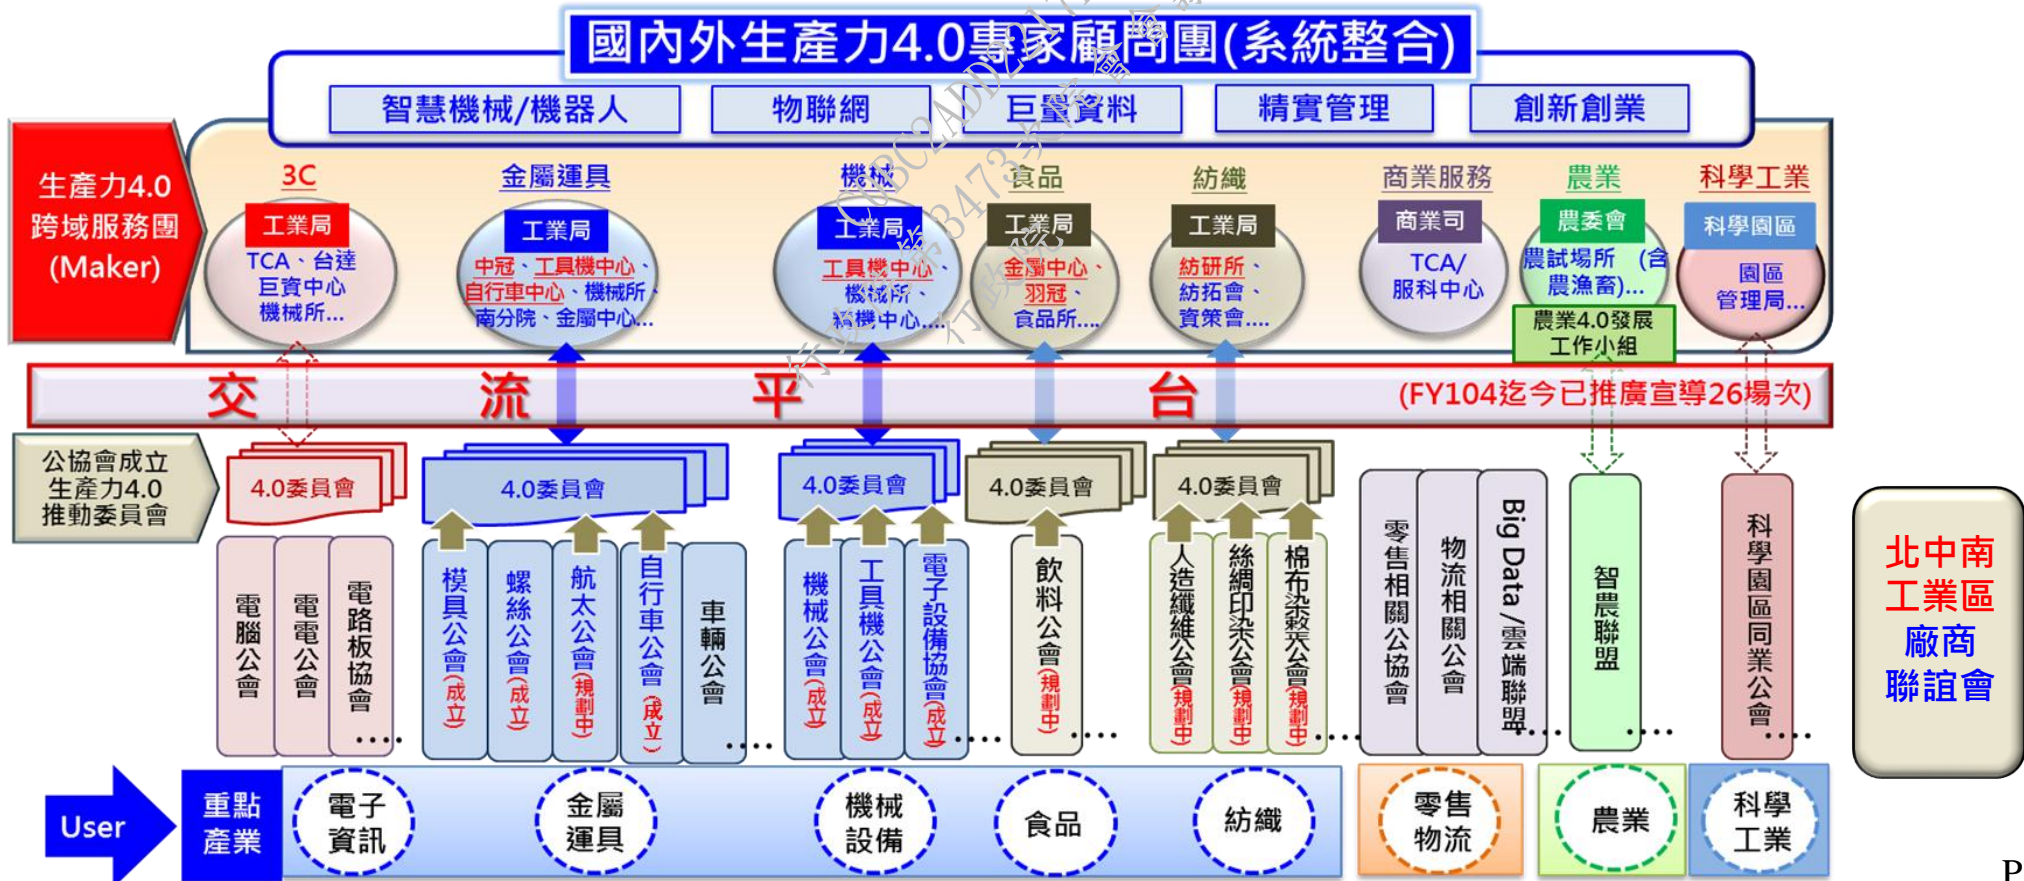 國內外生產力4.0專家顧問團(系統整合)
智慧機械/機器人
物聯網
巨量資料
精實管理
創新創業
生產力4.0
跨域服務團
(Maker)
3C
工業局
TCA、台達
巨資中心
機械所...
金屬運具
工業局
中冠、工具機中心、
自行車中心、機械所、
南分院、金屬中心...
機械
工業局
工具機中心、
機械所、
精機中心....
食品
工業局
金屬中心、
羽冠、
食品所....
紡織
工業局
紡研所、
紡拓會、
資策會....
商業服務
商業司
TCA/
服科中心
農業
農委會
農試場所 (含
農漁畜)...
農業4.0發展
工作小組
科學工業
科學園區
園區
管理局...
交流平台
(FY104迄今已推廣宣導26場次)
公協會成立
生產力4.0
推動委員會
4.0委員會
4.0委員會
4.0委員會
4.0委員會
4.0委員會
電腦公會
電電公會
電路板協會
....
模具公會(成立)
螺絲公會(成立)
航太公會(規劃中)
自行車公會(成立)
車輛公會
....
機械公會(成立)
工具機公會(成立)
電子設備協會(成立)
....
飲料公會(規劃中)
....
人造纖維公會(規劃中)
絲綢印染公會(規劃中)
棉布染整公會(規劃中)
....
零售相關公協會
物流相關公會
Big Data /雲端聯盟
....
智農聯盟
....
科學園區同業公會
....
北中南
工業區
廠商
聯誼會
User
重點
產業
電子
資訊
金屬
運具
機械
設備
食品
紡織
零售
物流
農業
科學
工業
P
行政院第3473次院會
行政院